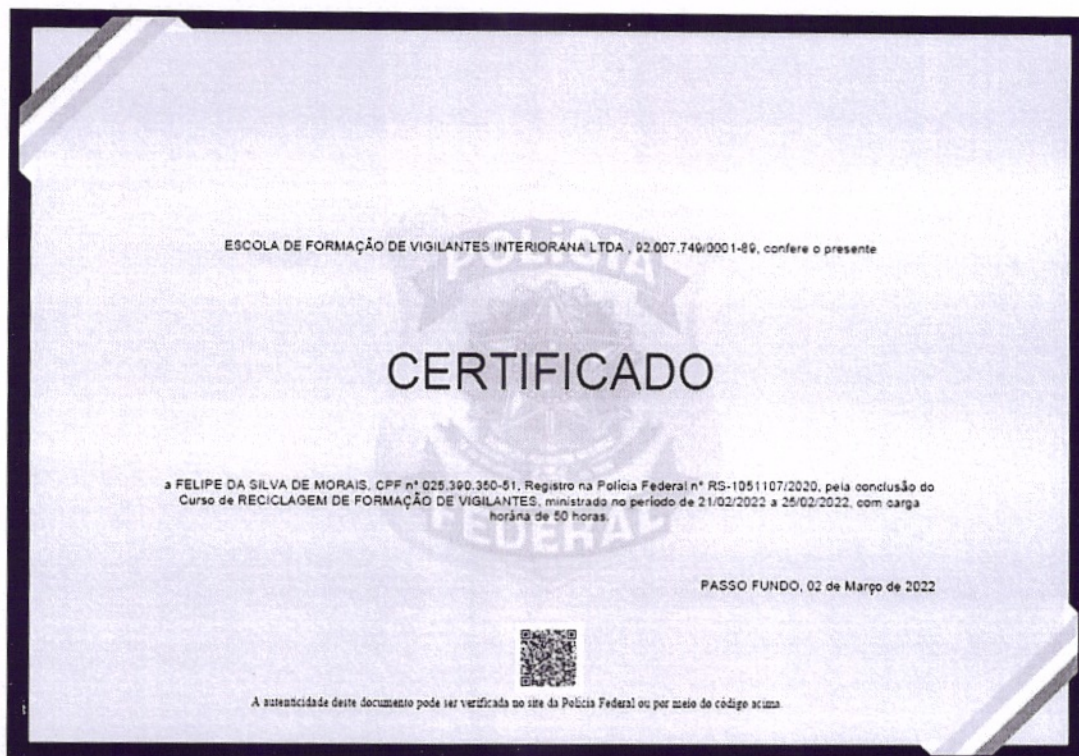 ESCOLA DE FORMAÇÃO DE VIGILANTES INTERIORANA LTDA , 92.007.749/0001-89, confere o presente
POLÍCIA
CERTIFICADO
a FELIPE DA SILVA DE MORAIS, CPF n° 025.390.350-51, Registro na Polícia Federal n° RS-1051107/2020, pela conclusão do
Curso de RECICLAGEM DE FORMAÇÃO DE VIGILANTES, ministrado no período de 21/02/2022 a 25/02/2022, com carga
horária de 50 horas.
FEDERAL
PASSO FUNDO, 02 de Março de 2022
A autenticidade deste documento pode ser verificada no site da Polícia Federal ou por meio do código acima.